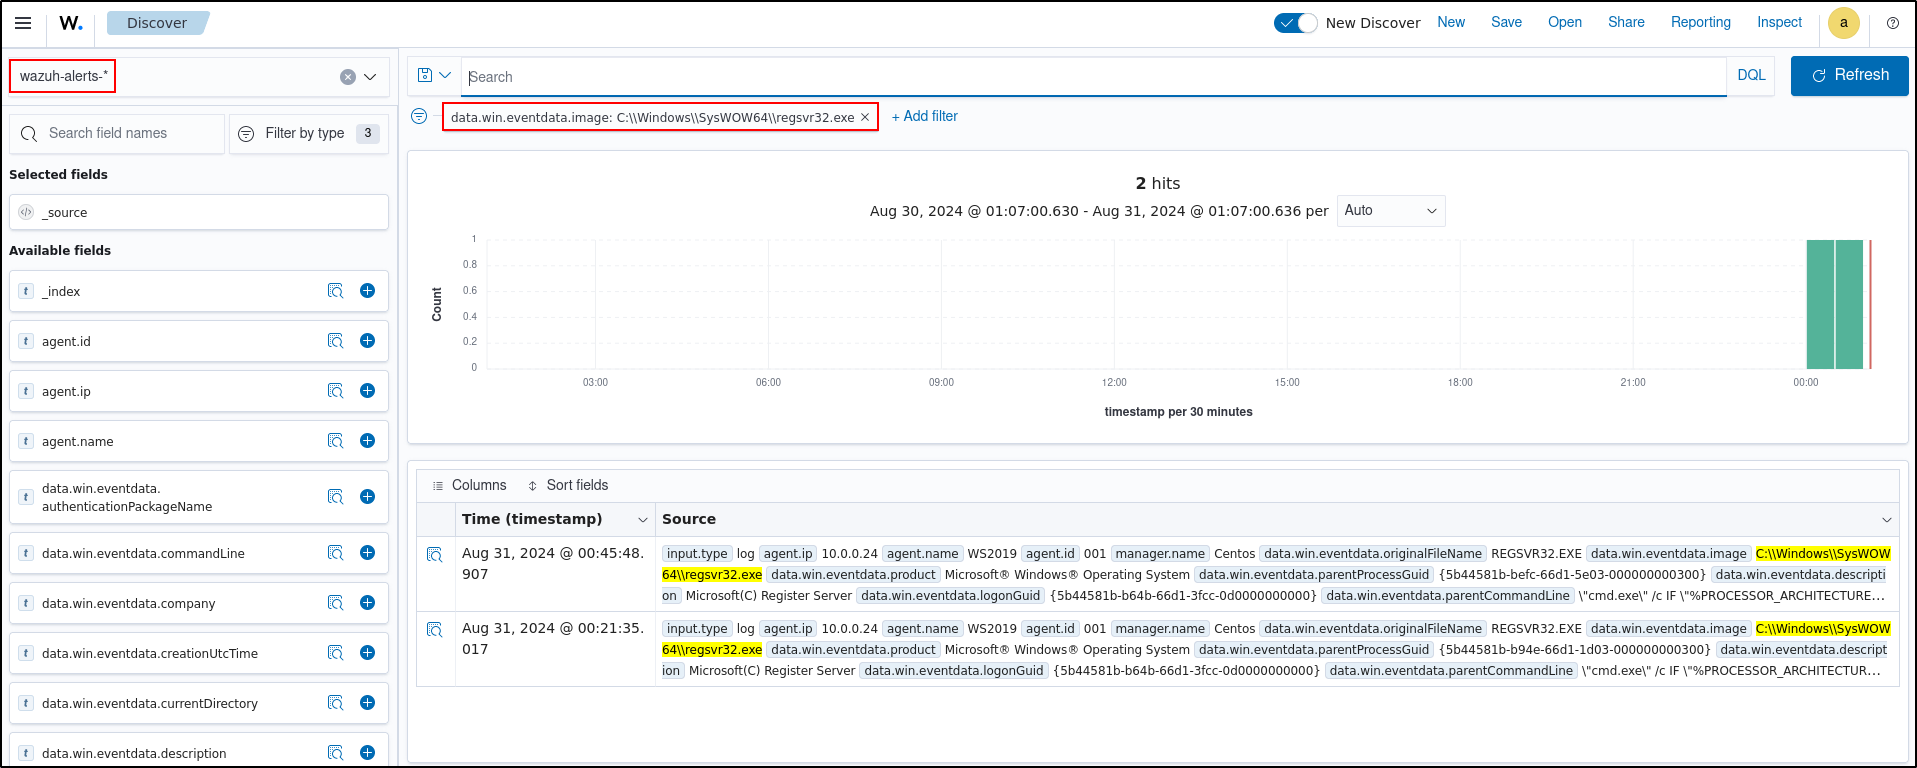 W. Discover New Discover New Save Open Share Reporting Inspect a
wazuh-alerts-*
Search DQL Refresh
data.win.eventdata.image: C:\\Windows\\SysWOW64\\regsvr32.exe × + Add filter
Search field names Filter by type 3
Selected fields
_source
Available fields
t _index
t agent.id
t agent.ip
t agent.name
t data.win.eventdata.
authenticationPackageName
t data.win.eventdata.commandLine
t data.win.eventdata.company
t data.win.eventdata.creationUtcTime
t data.win.eventdata.currentDirectory
t data.win.eventdata.description
2 hits
Aug 30, 2024 @ 01:07:00.630 - Aug 31, 2024 @ 01:07:00.636 per Auto
Count
1
0.8
0.6
0.4
0.2
0
03:00 06:00 09:00 12:00 15:00 18:00 21:00 00:00
timestamp per 30 minutes
Columns Sort fields
Time (timestamp) Source
Aug 31, 2024 @ 00:45:48.
907
input.type log agent.ip 10.0.0.24 agent.name WS2019 agent.id 001 manager.name Centos data.win.eventdata.originalFileName REGSVR32.EXE data.win.eventdata.image C:\\Windows\\SysWOW
64\\regsvr32.exe data.win.eventdata.product Microsoft® Windows® Operating System data.win.eventdata.parentProcessGuid {5b44581b-befc-66d1-5e03-000000000300} data.win.eventdata.descripti
on Microsoft(C) Register Server data.win.eventdata.logonGuid {5b44581b-b64b-66d1-3fcc-0d0000000000} data.win.eventdata.parentCommandLine \"cmd.exe\" /c IF \"%PROCESSOR_ARCHITECTURE…
Aug 31, 2024 @ 00:21:35.
017
input.type log agent.ip 10.0.0.24 agent.name WS2019 agent.id 001 manager.name Centos data.win.eventdata.originalFileName REGSVR32.EXE data.win.eventdata.image C:\\Windows\\SysWOW
64\\regsvr32.exe data.win.eventdata.product Microsoft® Windows® Operating System data.win.eventdata.parentProcessGuid {5b44581b-b94e-66d1-1d03-000000000300} data.win.eventdata.descript
ion Microsoft(C) Register Server data.win.eventdata.logonGuid {5b44581b-b64b-66d1-3fcc-0d0000000000} data.win.eventdata.parentCommandLine \"cmd.exe\" /c IF \"%PROCESSOR_ARCHITECTUR…